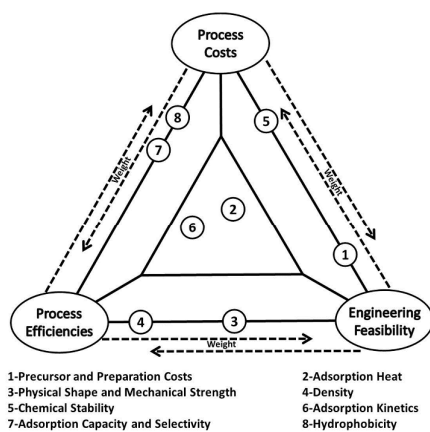 Process
Costs
8
5
7
Weight
Weight
2
6
1
Process
Efficiencies
4
3
Engineering
Feasibility
Weight
1-Precursor and Preparation Costs
2-Adsorption Heat
3-Physical Shape and Mechanical Strength
4-Density
5-Chemical Stability
6-Adsorption Kinetics
7-Adsorption Capacity and Selectivity
8-Hydrophobicity